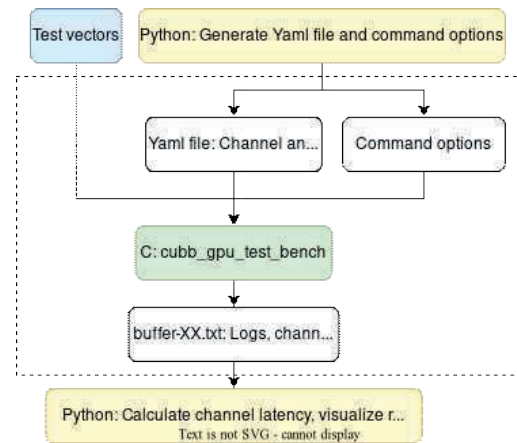 Test vectors
Python: Generate Yaml file and command options
Yaml file: Channel an...
Command options
C: cubb_gpu_test_bench
buffer-XX.txt: Logs, chann...
Python: Calculate channel latency, visualize r...
Text is not SVG - cannot display